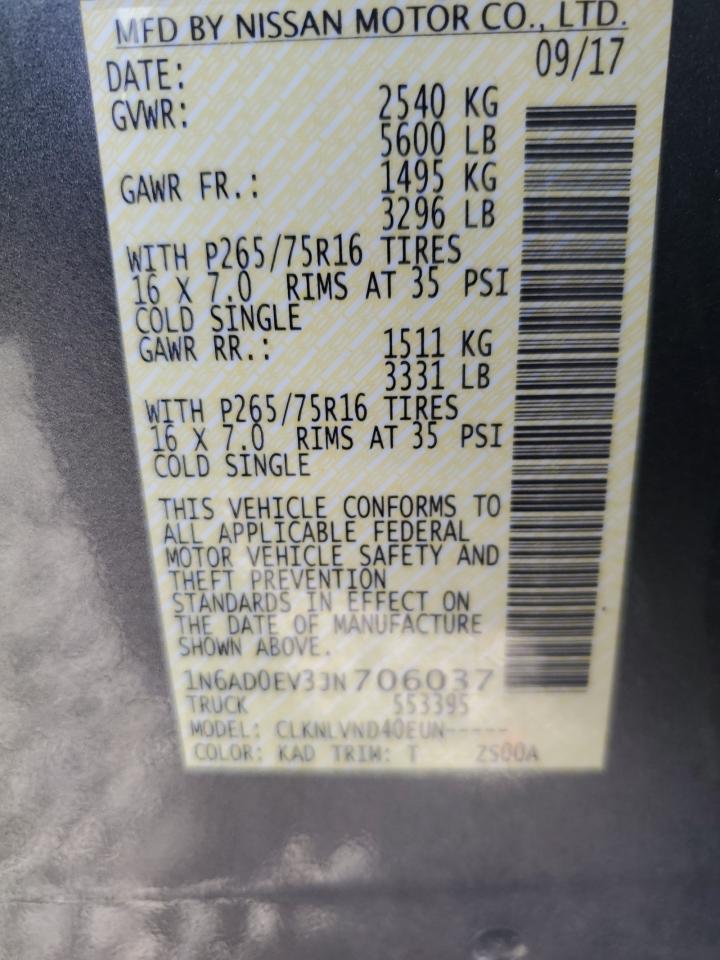 MFD BY NISSAN MOTOR CO., LTD.
DATE: 09/17
GVWR: 2540 KG
5600 LB
GAWR FR.: 1495 KG
3296 LB
WITH P265/75R16 TIRES
16 X 7.0 RIMS AT 35 PSI
COLD SINGLE
GAWR RR.: 1511 KG
3331 LB
WITH P265/75R16 TIRES
16 X 7.0 RIMS AT 35 PSI
COLD SINGLE
THIS VEHICLE CONFORMS TO
ALL APPLICABLE FEDERAL
MOTOR VEHICLE SAFETY AND
THEFT PREVENTION
STANDARDS IN EFFECT ON
THE DATE OF MANUFACTURE
SHOWN ABOVE.
1N6AD0EV3JN706037
TRUCK 553395
MODEL: CLKNLVND40EUN-----
COLOR: KAD TRIM: T ZS00A